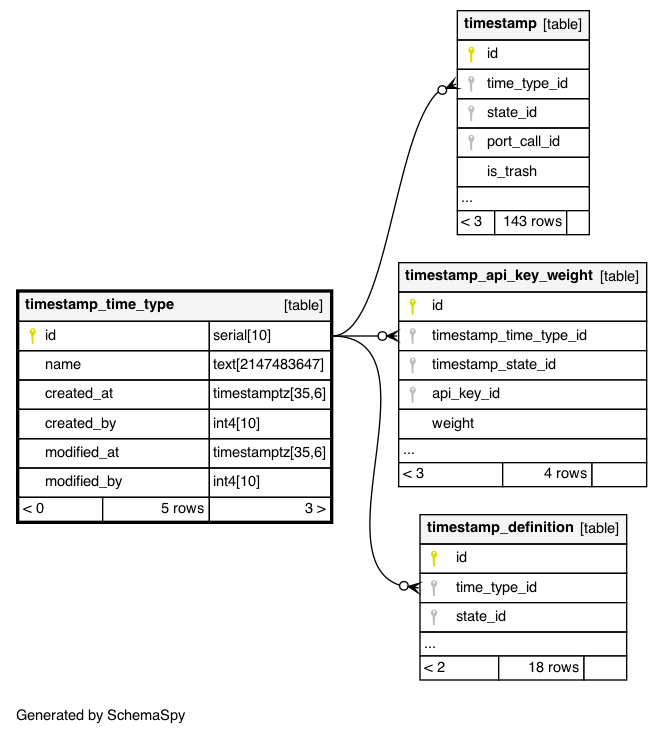 timestamp [table]
id
time_type_id
state_id
port_call_id
is_trash
...
< 3 143 rows
timestamp_api_key_weight [table]
id
timestamp_time_type_id
timestamp_state_id
api_key_id
weight
...
< 3 4 rows
timestamp_time_type [table]
id serial[10]
name text[2147483647]
created_at timestamptz[35,6]
created_by int4[10]
modified_at timestamptz[35,6]
modified_by int4[10]
< 0 5 rows 3 >
timestamp_definition [table]
id
time_type_id
state_id
...
< 2 18 rows
Generated by SchemaSpy